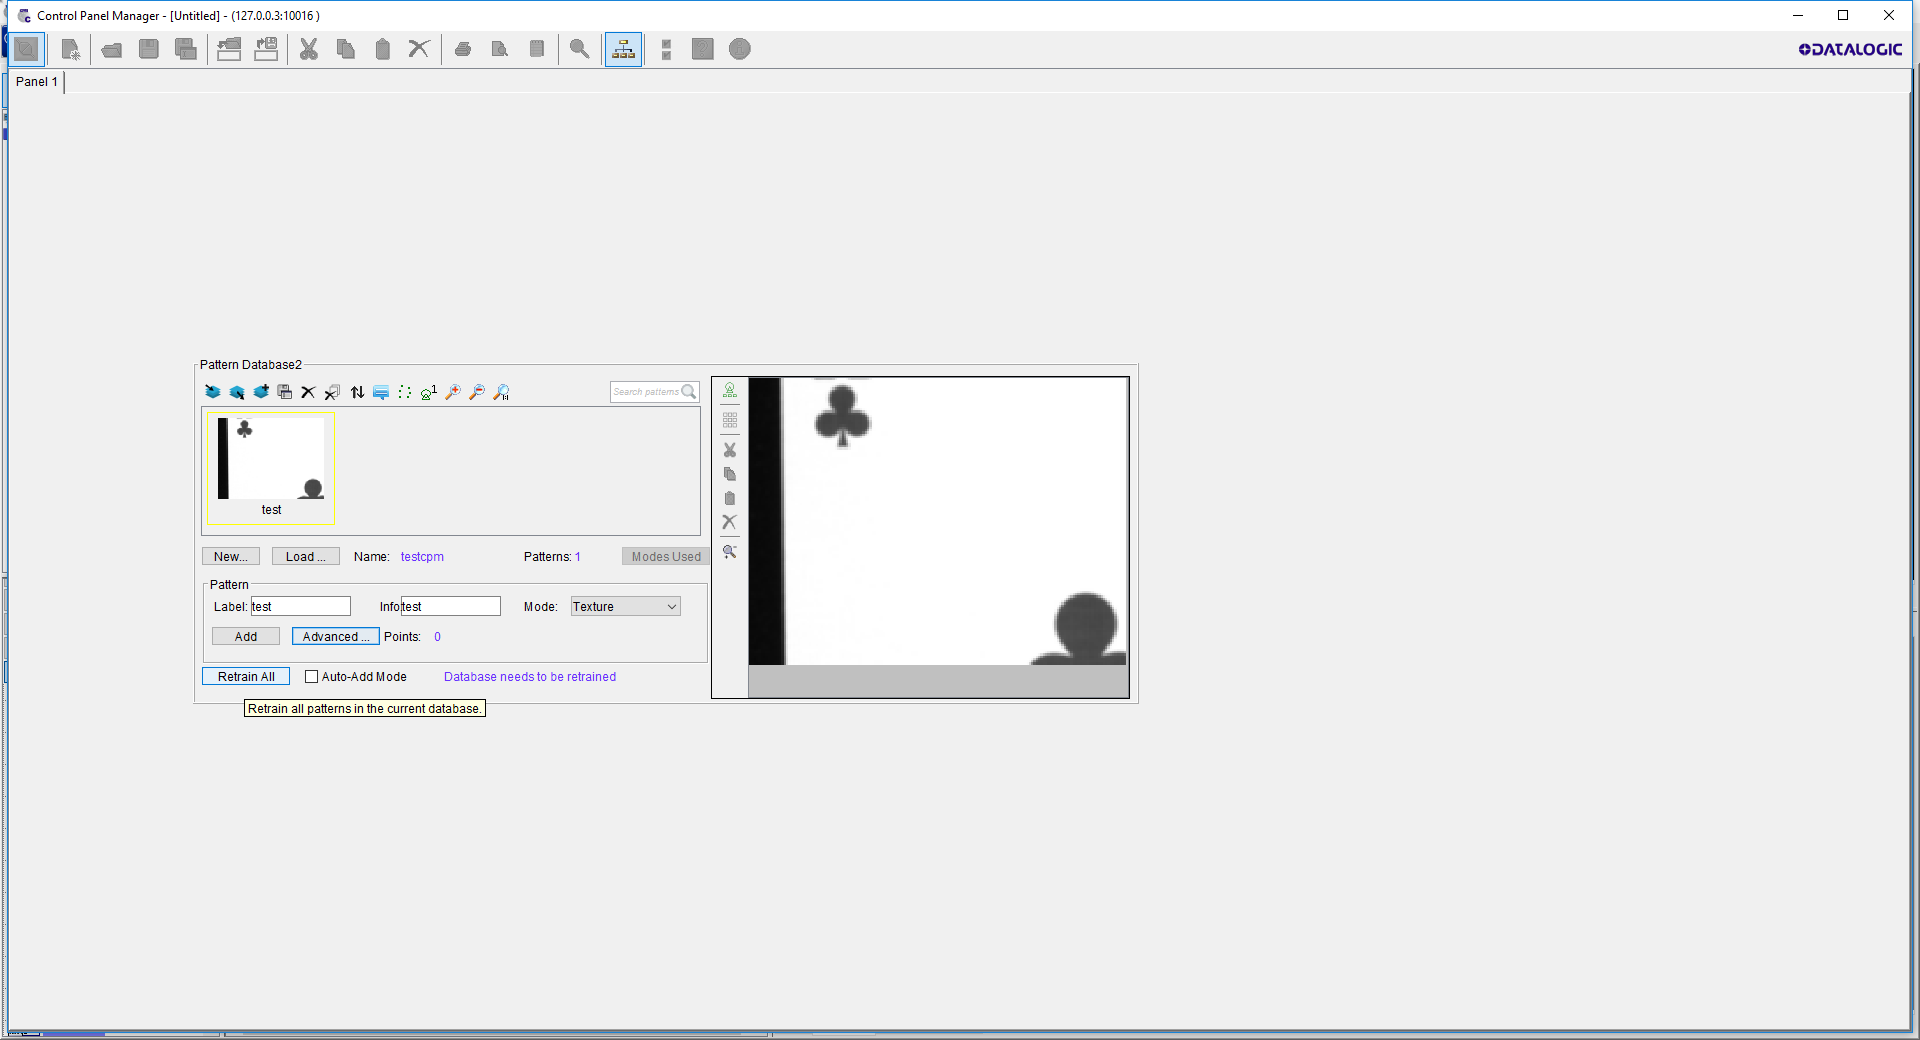 Control Panel Manager - [Untitled] - (127.0.0.3:10016 )
DATALOGIC
Panel 1
Pattern Database2
Search patterns
test
New...
Load ...
Name: testcpm
Patterns: 1
Modes Used
Pattern
Label: test
Info: test
Mode: Texture
Add
Advanced ...
Points: 0
Retrain All
Auto-Add Mode
Database needs to be retrained
Retrain all patterns in the current database.